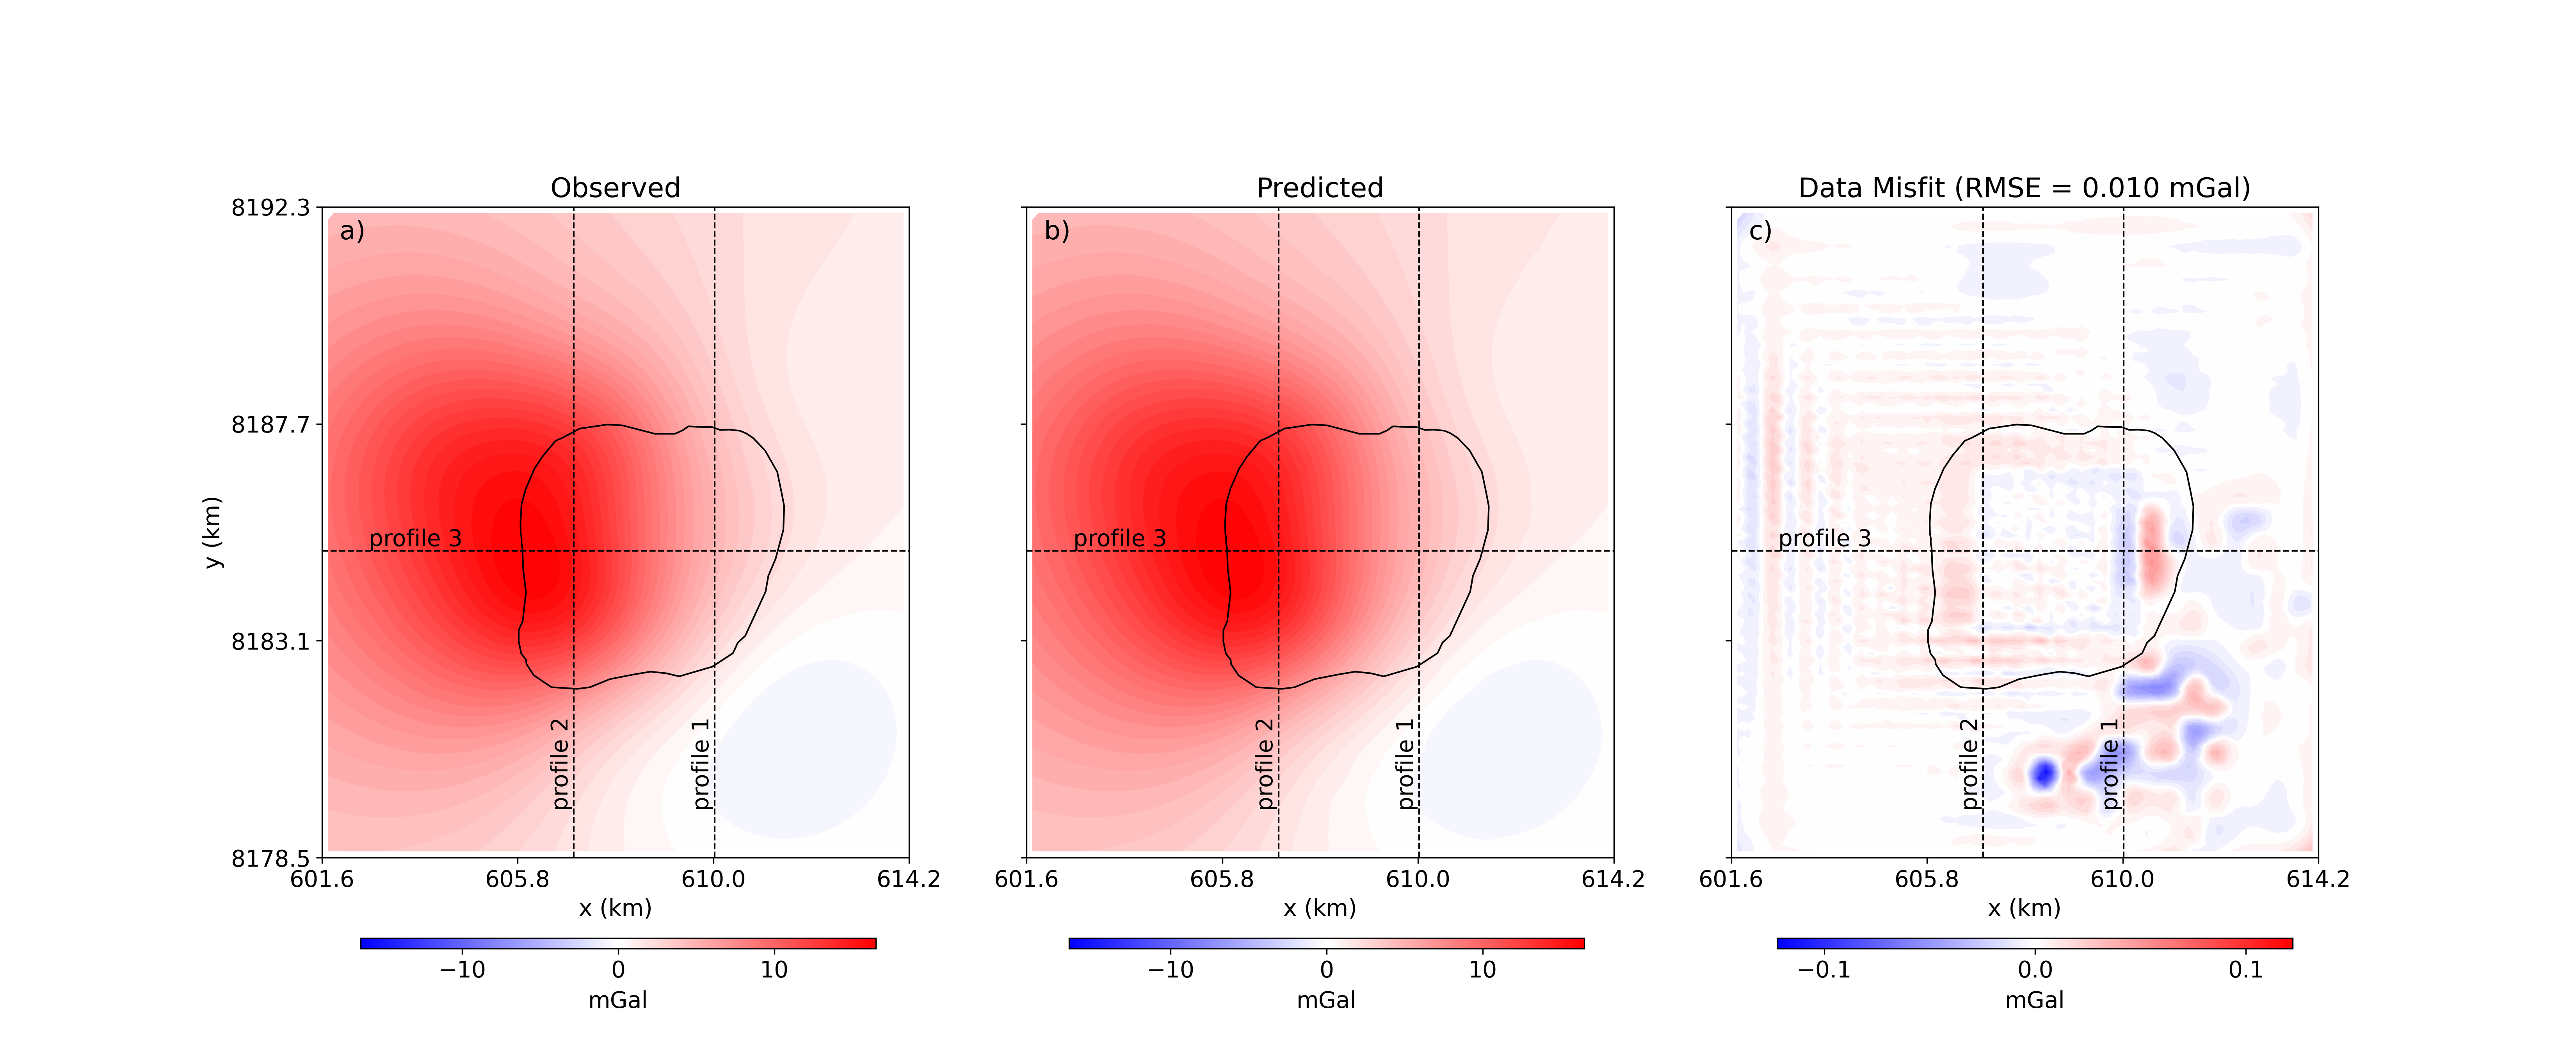 Observed
Predicted
Data Misfit (RMSE = 0.010 mGal)
a)
b)
c)
8192.3
8187.7
8183.1
8178.5
y (km)
profile 3
profile 2
profile 1
profile 3
profile 2
profile 1
profile 3
profile 2
profile 1
601.6 605.8 610.0 614.2
601.6 605.8 610.0 614.2
601.6 605.8 610.0 614.2
x (km)
x (km)
x (km)
−10 0 10
−10 0 10
−0.1 0.0 0.1
mGal
mGal
mGal